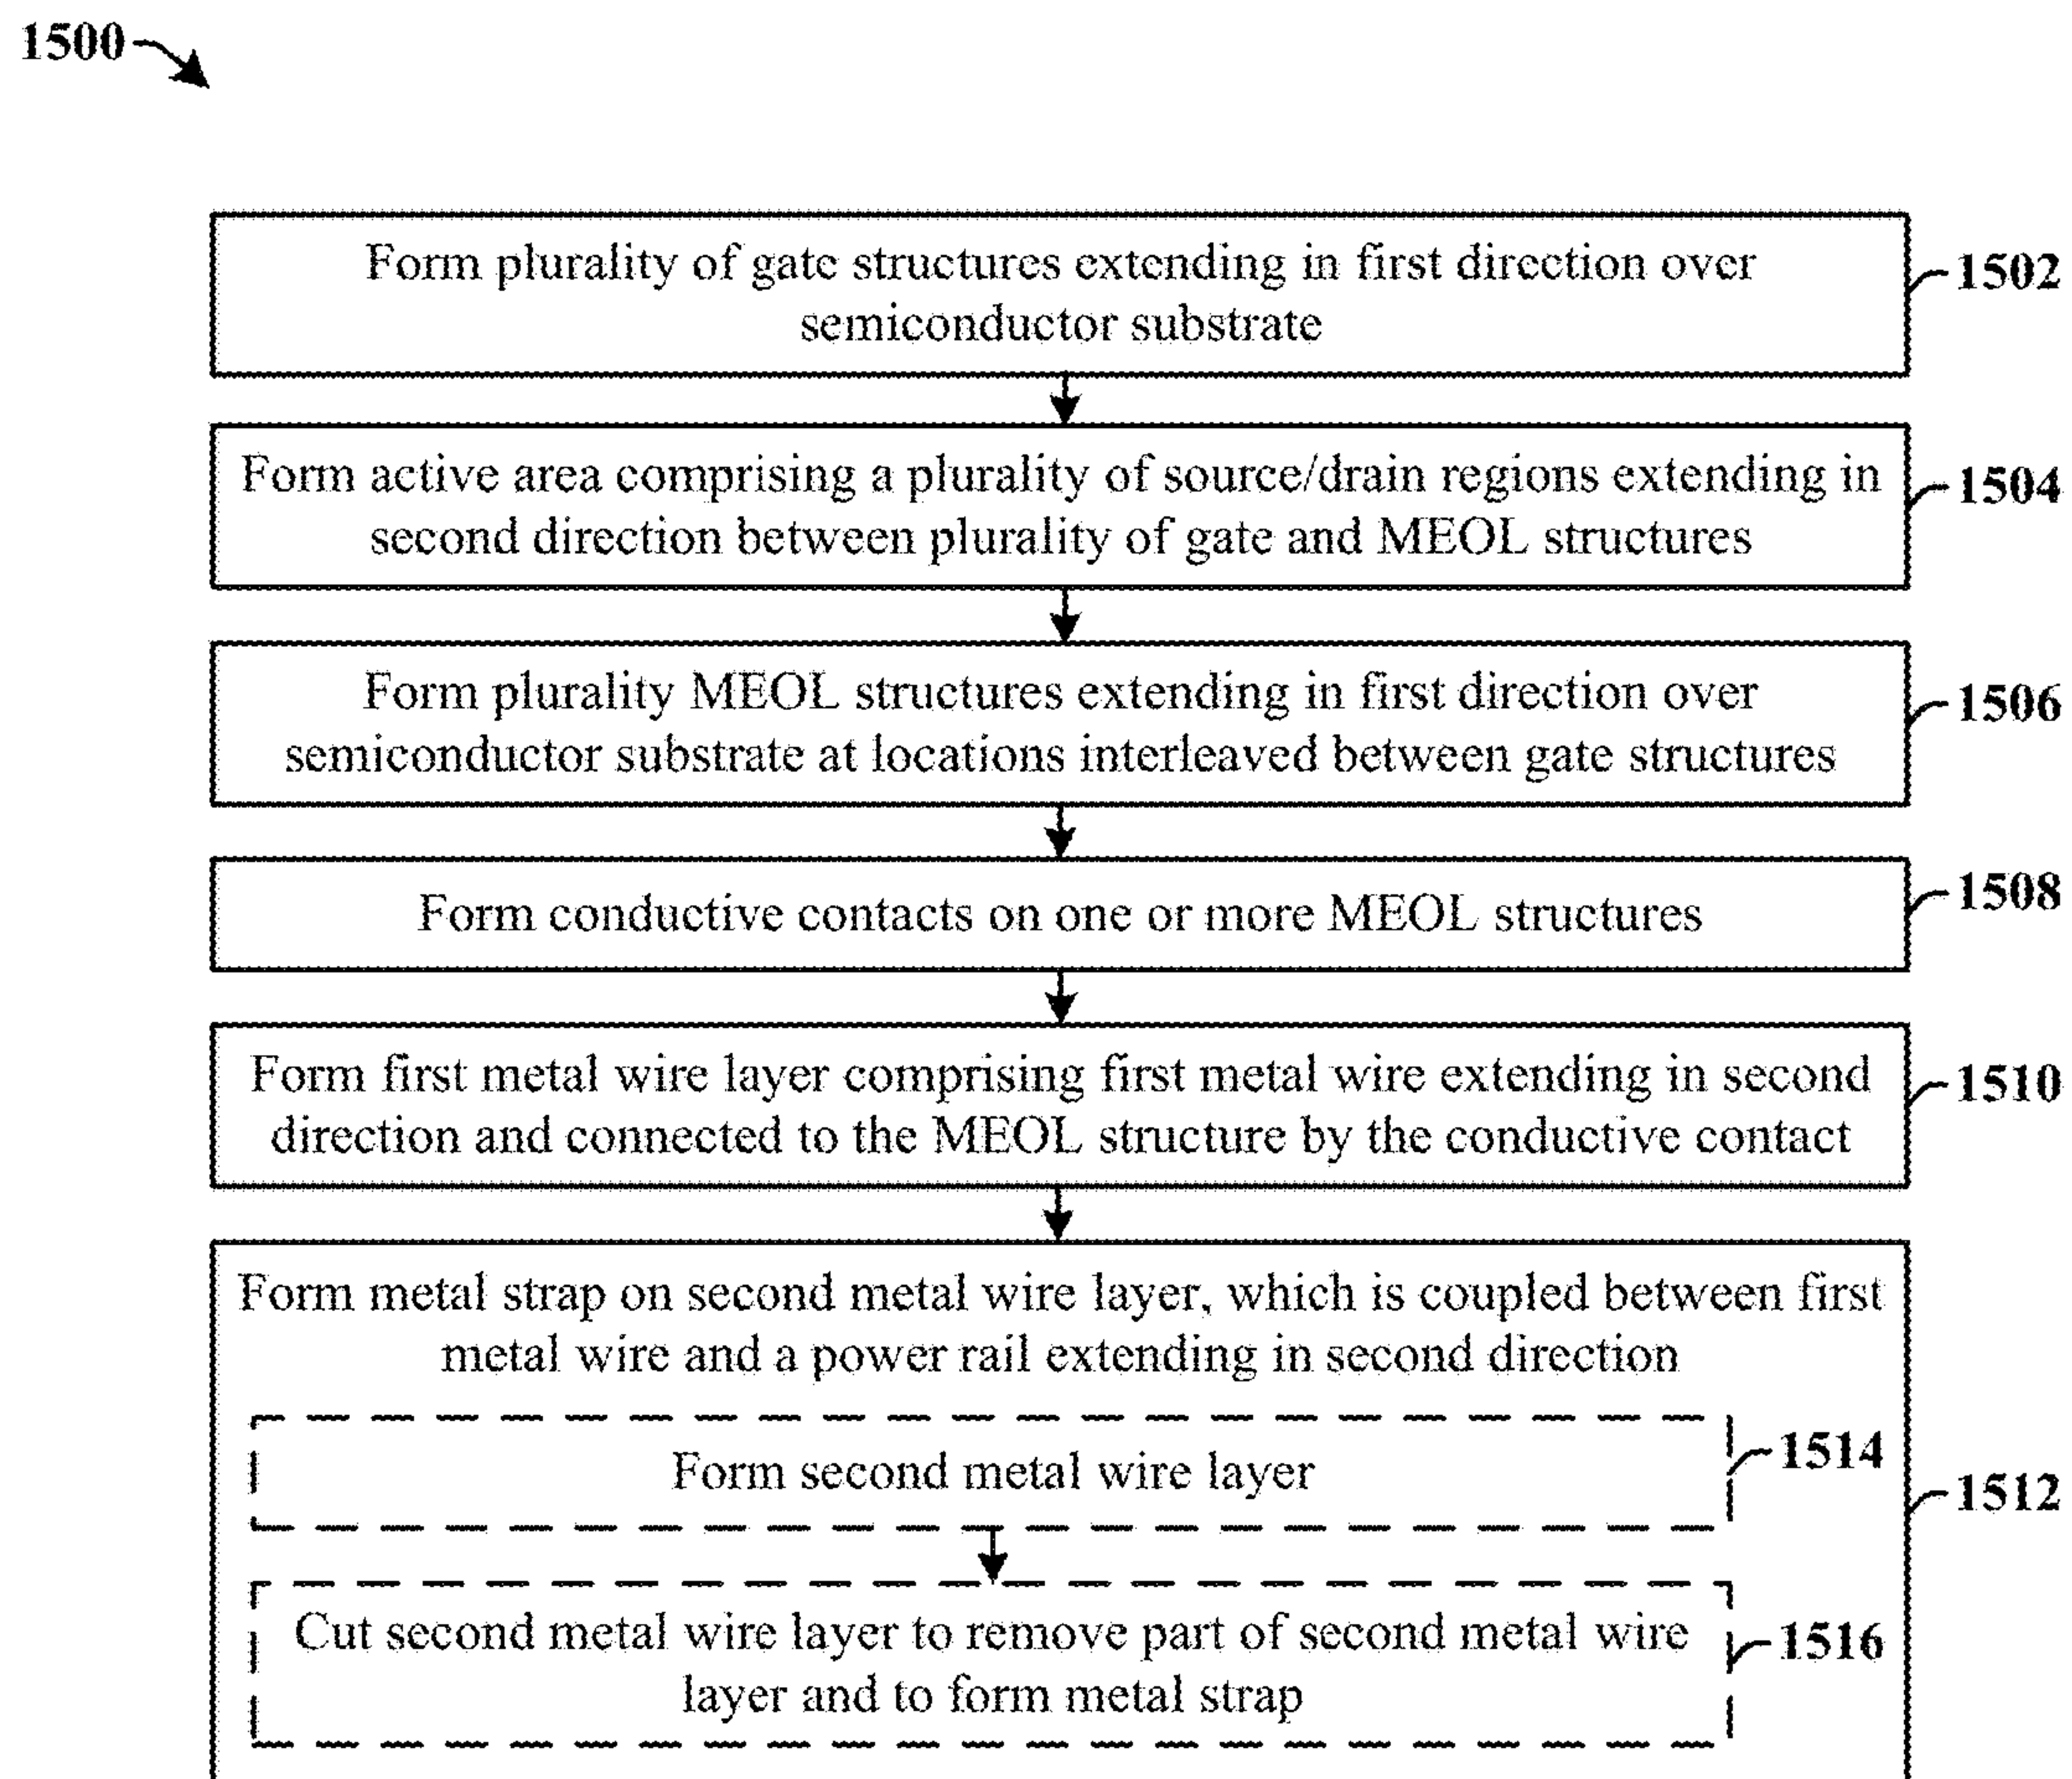 1500
Form plurality of gate structures extending in first direction over
semiconductor substrate
1502
Form active area comprising a plurality of source/drain regions extending in
second direction between plurality of gate and MEOL structures
1504
Form plurality MEOL structures extending in first direction over
semiconductor substrate at locations interleaved between gate structures
1506
Form conductive contacts on one or more MEOL structures
1508
Form first metal wire layer comprising first metal wire extending in second
direction and connected to the MEOL structure by the conductive contact
1510
Form metal strap on second metal wire layer, which is coupled between first
metal wire and a power rail extending in second direction
1512
Form second metal wire layer
1514
Cut second metal wire layer to remove part of second metal wire
layer and to form metal strap
1516